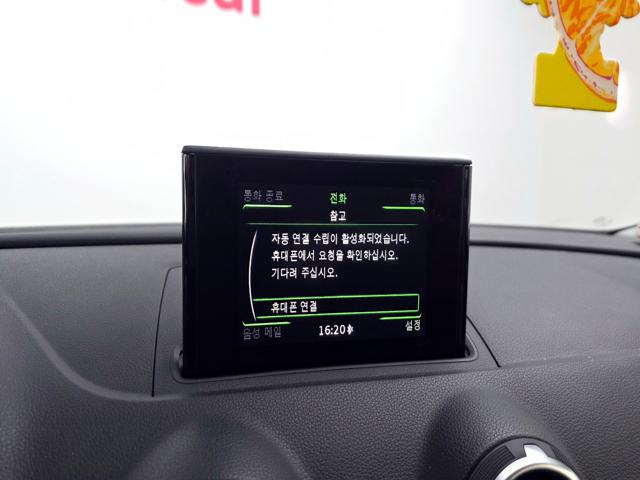 통화 종료 전화 통화
참고
자동 연결 수립이 활성화되었습니다.
휴대폰에서 요청을 확인하십시오.
기다려 주십시오.
휴대폰 연결
음성 메일 16:20 설정